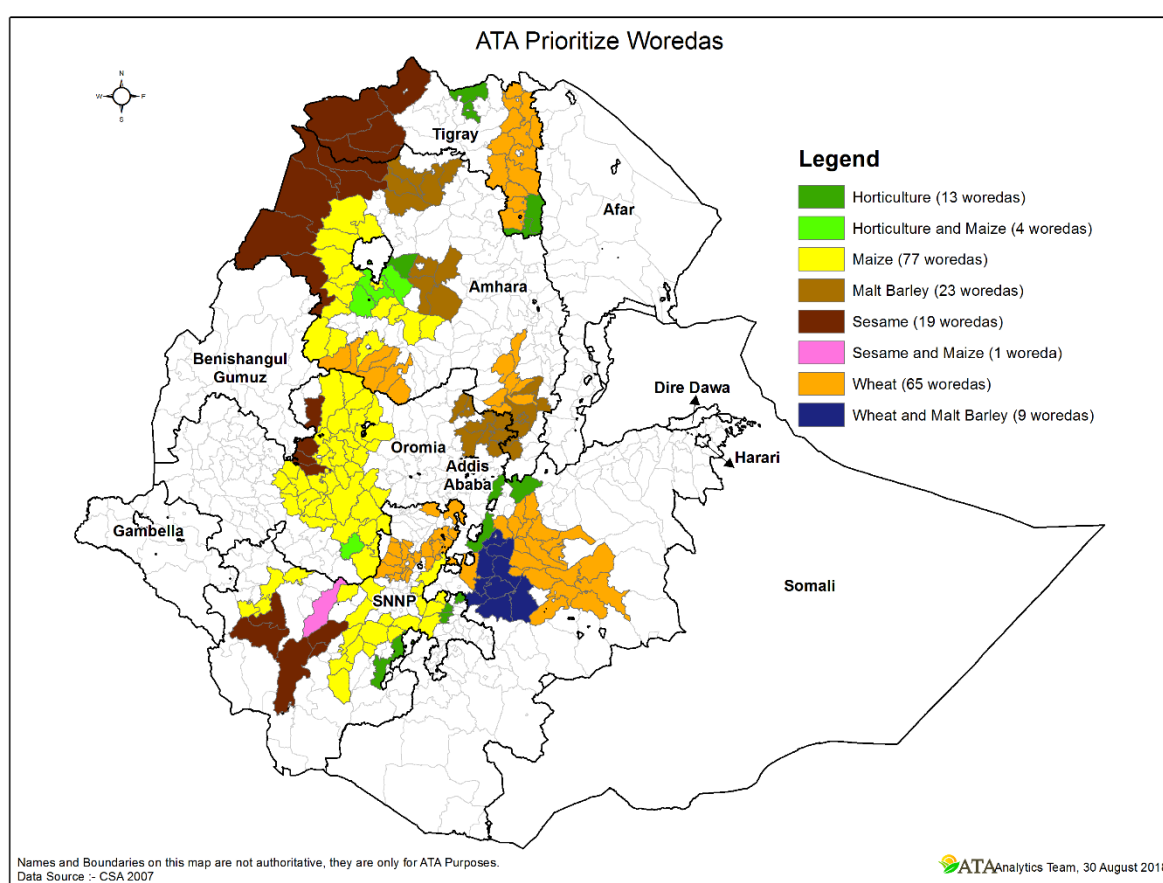 ATA Prioritize Woredas
N
W E
S
Tigray
Afar
Amhara
Benishangul
Gumuz
Dire Dawa
Harari
Oromia
Addis
Ababa
Gambella
SNNP
Somali
Legend
Horticulture (13 woredas)
Horticulture and Maize (4 woredas)
Maize (77 woredas)
Malt Barley (23 woredas)
Sesame (19 woredas)
Sesame and Maize (1 woreda)
Wheat (65 woredas)
Wheat and Malt Barley (9 woredas)
Names and Boundaries on this map are not authoritative, they are only for ATA Purposes.
Data Source :- CSA 2007
ATA Analytics Team, 30 August 2018